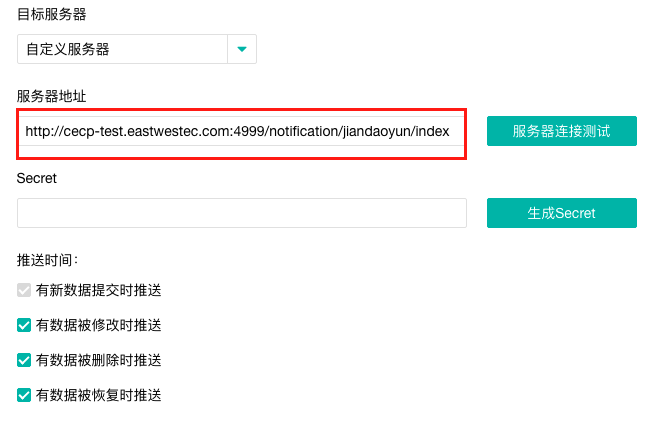 目标服务器
自定义服务器
服务器地址
http://cecp-test.eastwestec.com:4999/notification/jiandaoyun/index
服务器连接测试
Secret
生成Secret
推送时间：
有新数据提交时推送
有数据被修改时推送
有数据被删除时推送
有数据被恢复时推送